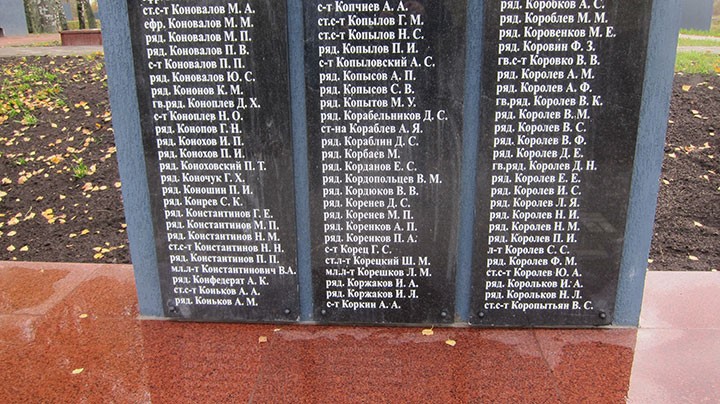 ст.с-т Коновалов М. А.
ефр. Коновалов М. М.
ряд. Коновалов М. П.
ряд. Коновалов П. В.
с-т Коновалов П. П.
ряд. Коновалов Ю. С.
ряд. Кононов К. М.
гв.ряд. Коноплев Д. Х.
с-т Коноплев Н. О.
ряд. Конопов Г. Н.
ряд. Конохов И. П.
ряд. Конохов П. И.
ряд. Коноховский П. Т.
ряд. Коночук Г. Х.
ряд. Коношин П. И.
ряд. Конрев С. К.
ряд. Константинов Г. Е.
ряд. Константинов М. П.
ряд. Константинов Н. М.
ст.с-т Константинов Н. Н.
ряд. Константинов П. П.
мл.л-т Константинович В.А.
ряд. Конфедерат А. К.
ст.с-т Коньков А. А.
ряд. Коньков А. М.
с-т Копчиев А. А.
ст.с-т Копылов Г. М.
ст.с-т Копылов Н. С.
ряд. Копылов П. И.
с-т Копыловский А. С.
ряд. Копысов А. П.
ряд. Копысов С. В.
ряд. Копытов М. У.
ряд. Корабельников Д. С.
ст-на Кораблев А. Я.
ряд. Кораблин Д. С.
ряд. Корбаев М.
ряд. Корданов Е. С.
ряд. Кордопольцев В. М.
ряд. Кордюков В. В.
ряд. Коренев Д. С.
ряд. Коренев М. П.
ряд. Коренков А. П.
ряд. Коренков П. А.
с-т Корец Г. С.
ст.л-т Корецкий Ш. М.
мл.л-т Корешков Л. М.
ряд. Коржаков И. А.
ряд. Коржаков И. Л.
с-т Коркин А. А.
ряд. Коробков А. С.
ряд. Короблев М. М.
ряд. Коровенков М. Е.
ряд. Коровин Ф. З.
гв.с-т Коровко В. В.
ряд. Королев А. М.
ряд. Королев А. Ф.
гв.ряд. Королев В. К.
ряд. Королев В. М.
ряд. Королев В. С.
ряд. Королев В. Ф.
ряд. Королев Д. Е.
гв.ряд. Королев Д. Н.
ряд. Королев Е. Е.
ряд. Королев И. С.
ряд. Королев Л. Я.
ряд. Королев Н. И.
ряд. Королев Н. М.
ряд. Королев П. И.
л-т Королев С. С.
ряд. Королев Ф. М.
ст.с-т Королев Ю. А.
ряд. Корольков И. А.
ряд. Корольков Н. Л.
ст.с-т Коропытьян В. С.